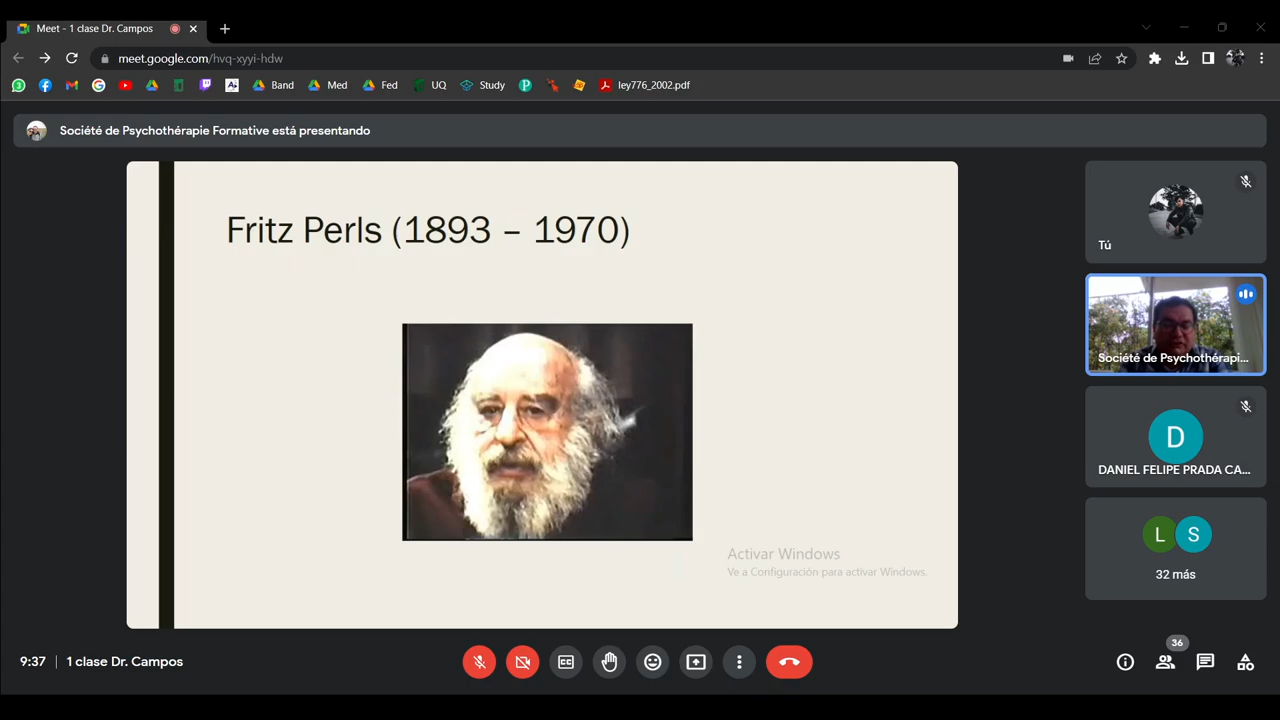 Meet - 1 clase Dr. Campos
meet.google.com/hvq-xyyi-hdw
Band
Med
Fed
UQ
Study
ley776_2002.pdf
Société de Psychothérapie Formative está presentando
Fritz Perls (1893 – 1970)
Activar Windows
Ve a Configuración para activar Windows.
Tú
Société de Psychothérapi...
D
DANIEL FELIPE PRADA CA...
L S
32 más
9:37 | 1 clase Dr. Campos
36